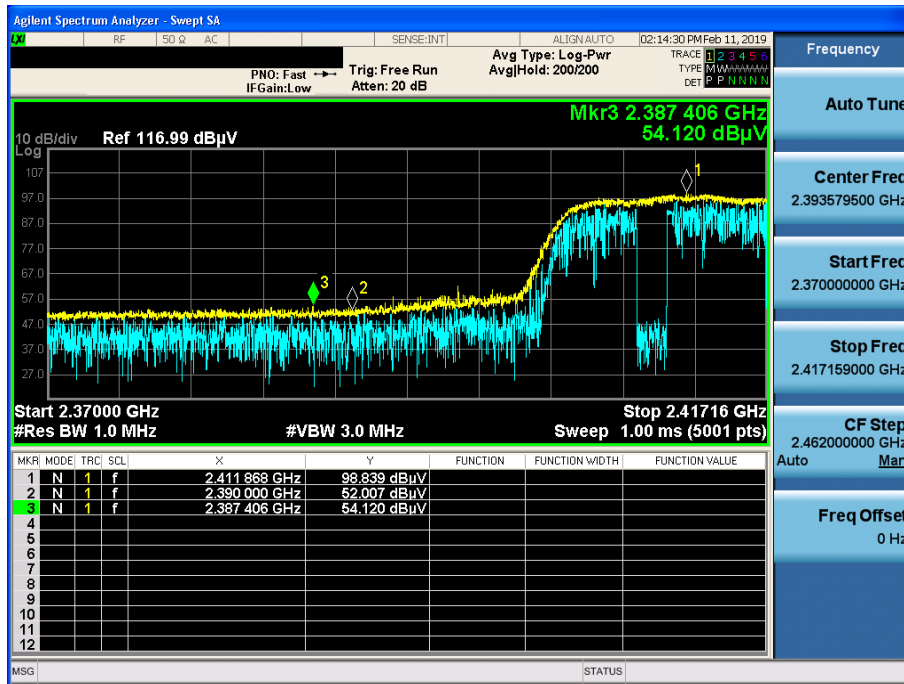 Agilent Spectrum Analyzer - Swept SA
LXI RF 50 Ω AC SENSE:INT ALIGN AUTO 02:14:30 PM Feb 11, 2019
PNO: Fast Trig: Free Run Avg Type: Log-Pwr TRACE 1 2 3 4 5 6
IFGain:Low Atten: 20 dB Avg|Hold: 200/200 TYPE M W W W W W
DET P P N N N N
Mkr3 2.387 406 GHz
54.120 dBµV
10 dB/div Ref 116.99 dBµV
Log
107
97.0
87.0
77.0
67.0
57.0
47.0
37.0
27.0
1
2
3
Start 2.37000 GHz Stop 2.41716 GHz
#Res BW 1.0 MHz #VBW 3.0 MHz Sweep 1.00 ms (5001 pts)
MKR MODE TRC SCL X Y FUNCTION FUNCTION WIDTH FUNCTION VALUE
1 N 1 f 2.411 868 GHz 98.839 dBµV
2 N 1 f 2.390 000 GHz 52.007 dBµV
3 N 1 f 2.387 406 GHz 54.120 dBµV
4
5
6
7
8
9
10
11
12
MSG STATUS
Frequency
Auto Tune
Center Freq
2.393579500 GHz
Start Freq
2.370000000 GHz
Stop Freq
2.417159000 GHz
CF Step
2.462000000 GHz
Auto Man
Freq Offset
0 Hz